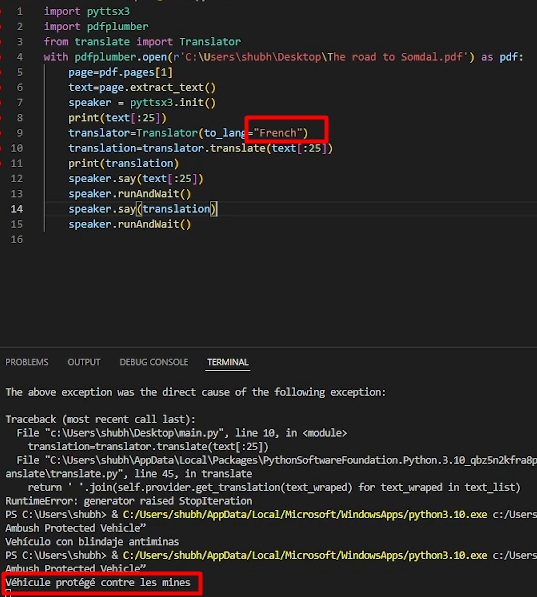 1 import pyttsx3
2 import pdfplumber
3 from translate import Translator
4 with pdfplumber.open(r'C:\Users\shubh\Desktop\The road to Somdal.pdf') as pdf:
5 page=pdf.pages[1]
6 text=page.extract_text()
7 speaker = pyttsx3.init()
8 print(text[:25])
9 translator=Translator(to_lang="French")
10 translation=translator.translate(text[:25])
11 print(translation)
12 speaker.say(text[:25])
13 speaker.runAndWait()
14 speaker.say(translation)
15 speaker.runAndWait()
16
PROBLEMS OUTPUT DEBUG CONSOLE TERMINAL
The above exception was the direct cause of the following exception:
Traceback (most recent call last):
File "c:\Users\shubh\Desktop\main.py", line 10, in <module>
translation=translator.translate(text[:25])
File "C:\Users\shubh\AppData\Local\Packages\PythonSoftwareFoundation.Python.3.10_qbz5n2kfra8p
anslate\translate.py", line 45, in translate
return ' '.join(self.provider.get_translation(text_wraped) for text_wraped in text_list)
RuntimeError: generator raised StopIteration
PS C:\Users\shubh> & C:/Users/shubh/AppData/Local/Microsoft/WindowsApps/python3.10.exe c:/Users
Ambush Protected Vehicle”
Vehículo con blindaje antiminas
PS C:\Users\shubh> & C:/Users/shubh/AppData/Local/Microsoft/WindowsApps/python3.10.exe c:/Users
Ambush Protected Vehicle”
Véhicule protégé contre les mines